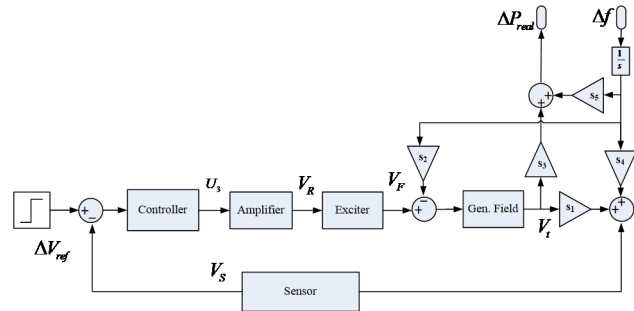 ΔP_real
Δf
1/s
+
+
s₅
s₂
s₃
s₄
U₃
V_R
V_F
−
−
Controller
Amplifier
Exciter
+
Gen. Field
s₁
+
+
+
ΔV_ref
V_t
V_S
Sensor